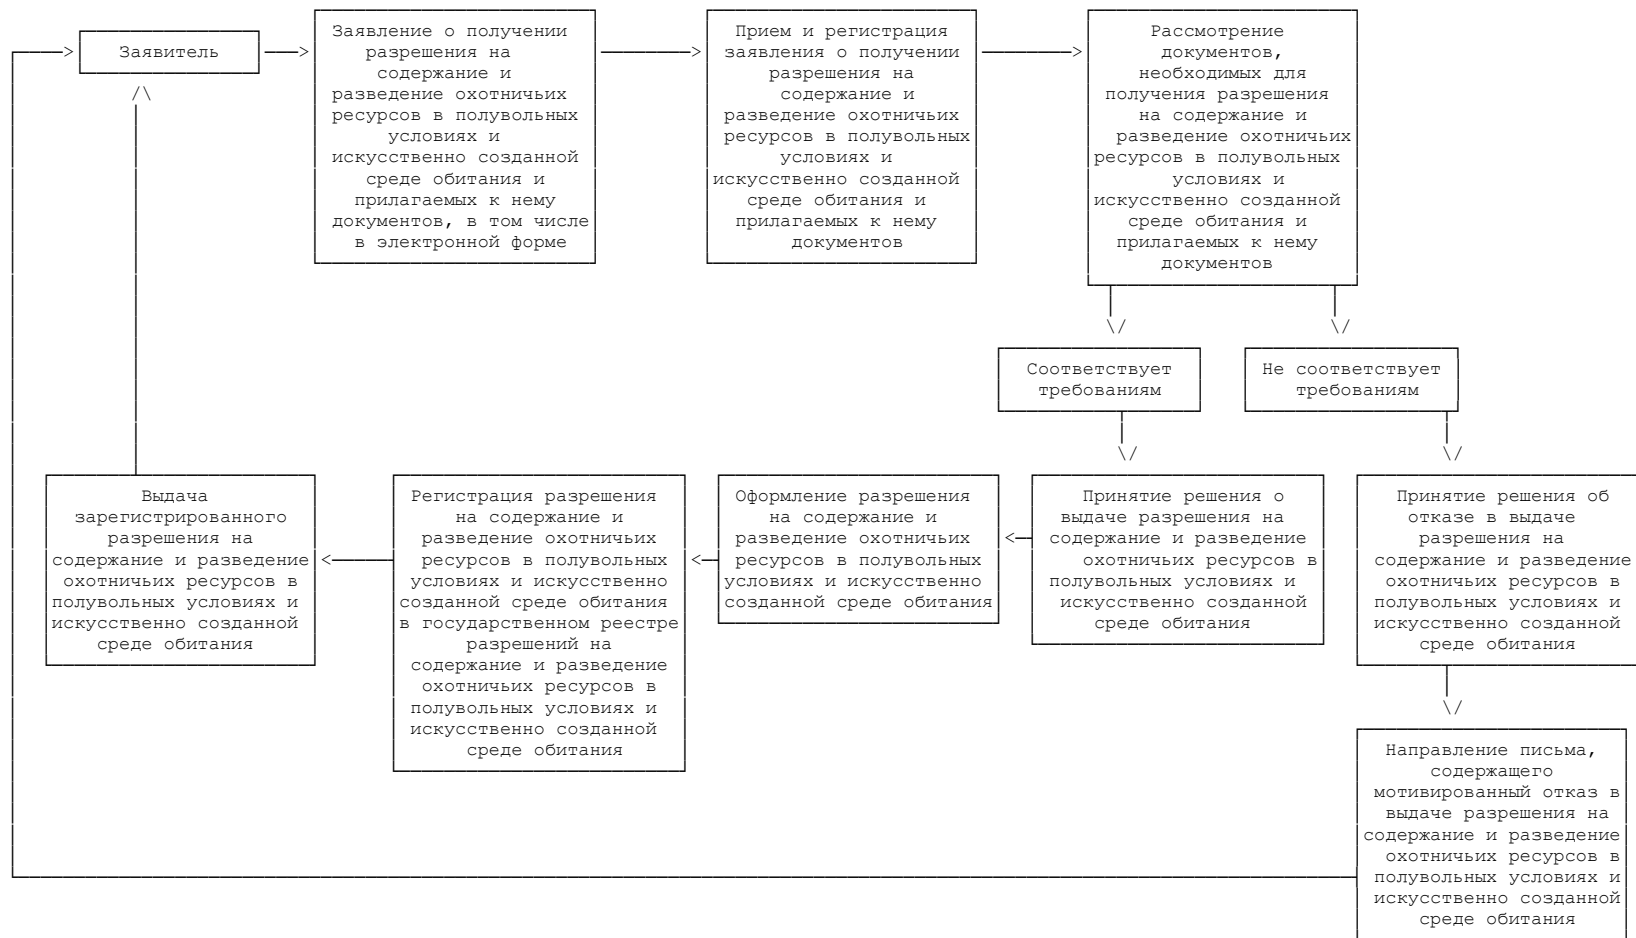 Заявитель
Заявление о получении
разрешения на
содержание и
разведение охотничьих
ресурсов в полувольных
условиях и
искусственно созданной
среде обитания и
прилагаемых к нему
документов, в том числе
в электронной форме
Прием и регистрация
заявления о получении
разрешения на
содержание и
разведение охотничьих
ресурсов в полувольных
условиях и
искусственно созданной
среде обитания и
прилагаемых к нему
документов
Рассмотрение
документов,
необходимых для
получения разрешения
на содержание и
разведение охотничьих
ресурсов в полувольных
условиях и
искусственно созданной
среде обитания и
прилагаемых к нему
документов
Соответствует
требованиям
Не соответствует
требованиям
Выдача
зарегистрированного
разрешения на
содержание и разведение
охотничьих ресурсов в
полувольных условиях и
искусственно созданной
среде обитания
Регистрация разрешения
на содержание и
разведение охотничьих
ресурсов в полувольных
условиях и искусственно
созданной среде обитания
в государственном реестре
разрешений на
содержание и разведение
охотничьих ресурсов в
полувольных условиях и
искусственно созданной
среде обитания
Оформление разрешения
на содержание и
разведение охотничьих
ресурсов в полувольных
условиях и искусственно
созданной среде обитания
Принятие решения о
выдаче разрешения на
содержание и разведение
охотничьих ресурсов в
полувольных условиях и
искусственно созданной
среде обитания
Принятие решения об
отказе в выдаче
разрешения на
содержание и разведение
охотничьих ресурсов в
полувольных условиях и
искусственно созданной
среде обитания
Направление письма,
содержащего
мотивированный отказ в
выдаче разрешения на
содержание и разведение
охотничьих ресурсов в
полувольных условиях и
искусственно созданной
среде обитания